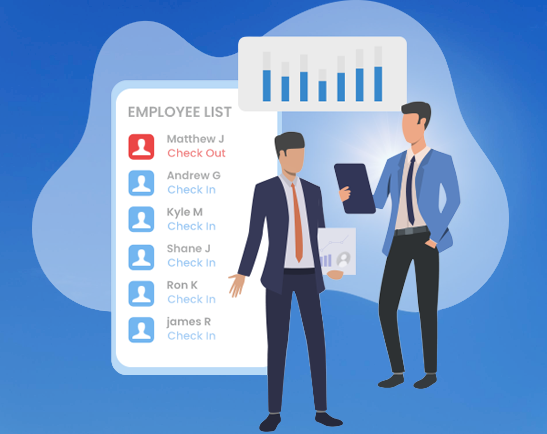 EMPLOYEE LIST
Matthew J
Check Out
Andrew G
Check In
Kyle M
Check In
Shane J
Check In
Ron K
Check In
james R
Check In